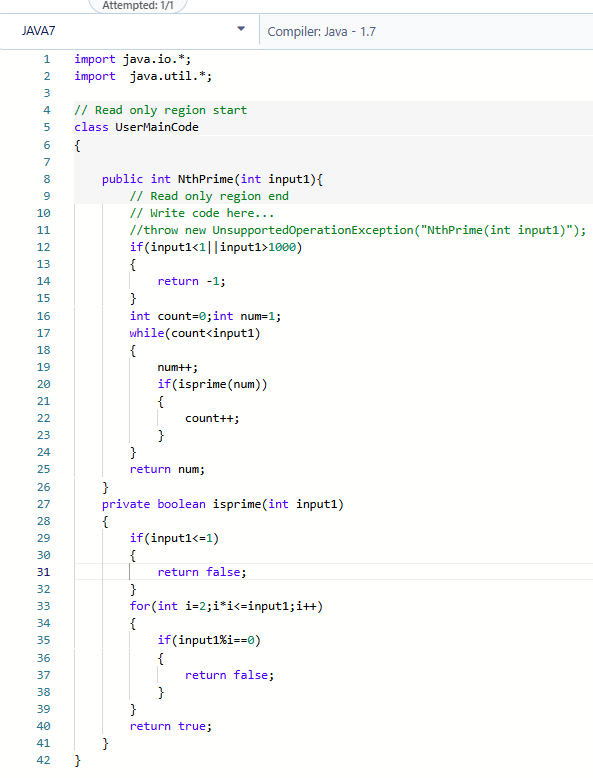 Attempted: 1/1
JAVA7
Compiler: Java - 1.7
1 import java.io.*;
2 import  java.util.*;
3
4 // Read only region start
5 class UserMainCode
6 {
7
8     public int NthPrime(int input1){
9         // Read only region end
10         // Write code here...
11         //throw new UnsupportedOperationException("NthPrime(int input1)");
12         if(input1<1||input1>1000)
13         {
14             return -1;
15         }
16         int count=0;int num=1;
17         while(count<input1)
18         {
19             num++;
20             if(isprime(num))
21             {
22                 count++;
23             }
24         }
25         return num;
26     }
27     private boolean isprime(int input1)
28     {
29         if(input1<=1)
30         {
31             return false;
32         }
33         for(int i=2;i*i<=input1;i++)
34         {
35             if(input1%i==0)
36             {
37                 return false;
38             }
39         }
40         return true;
41     }
42 }